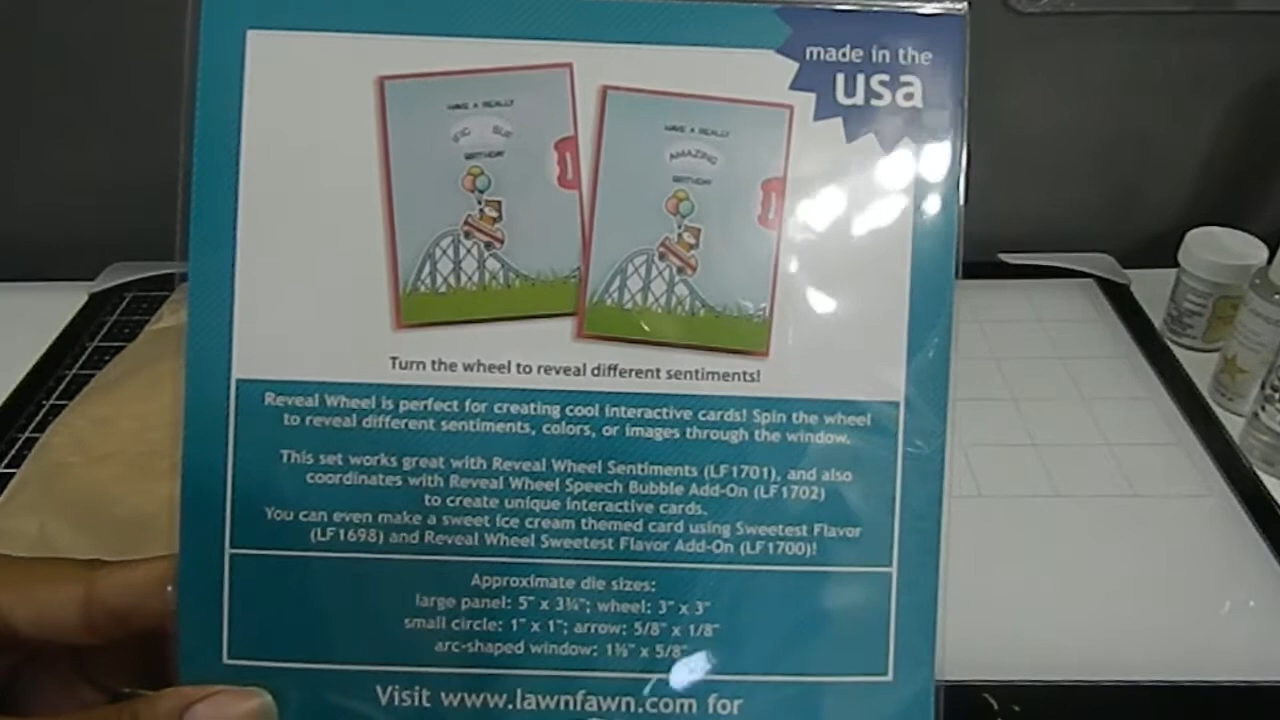 made in the
usa
HAVE A REALLY
BIRTHDAY
HAVE A REALLY
AMAZING
BIRTHDAY
Turn the wheel to reveal different sentiments!
Reveal Wheel is perfect for creating cool interactive cards! Spin the wheel
to reveal different sentiments, colors, or images through the window.
This set works great with Reveal Wheel Sentiments (LF1701), and also
coordinates with Reveal Wheel Speech Bubble Add-On (LF1702)
to create unique interactive cards.
You can even make a sweet ice cream themed card using Sweetest Flavor
(LF1698) and Reveal Wheel Sweetest Flavor Add-On (LF1700)!
Approximate die sizes:
large panel: 5" x 3¾"; wheel: 3" x 3"
small circle: 1" x 1"; arrow: 5/8" x 1/8"
arc-shaped window: x 5/8"
Visit www.lawnfawn.com for